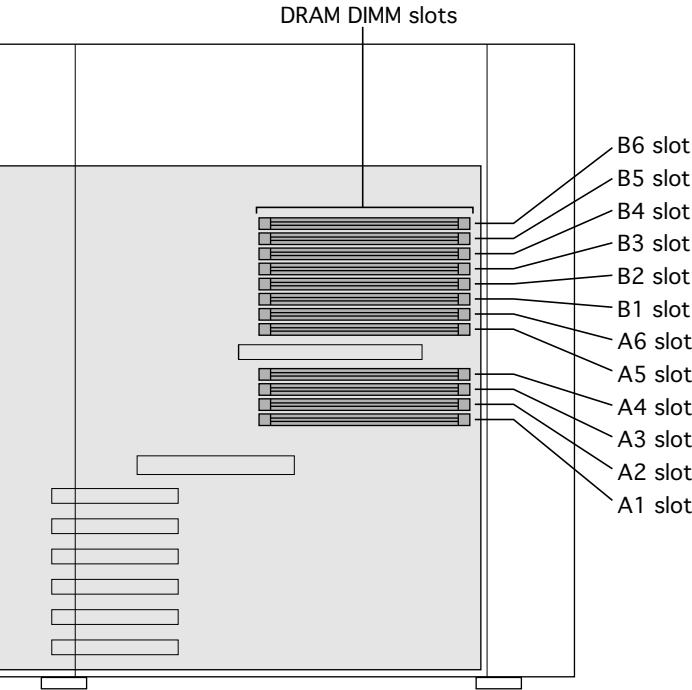 DRAM DIMM slots
B6 slot
B5 slot
B4 slot
B3 slot
B2 slot
B1 slot
A6 slot
A5 slot
A4 slot
A3 slot
A2 slot
A1 slot